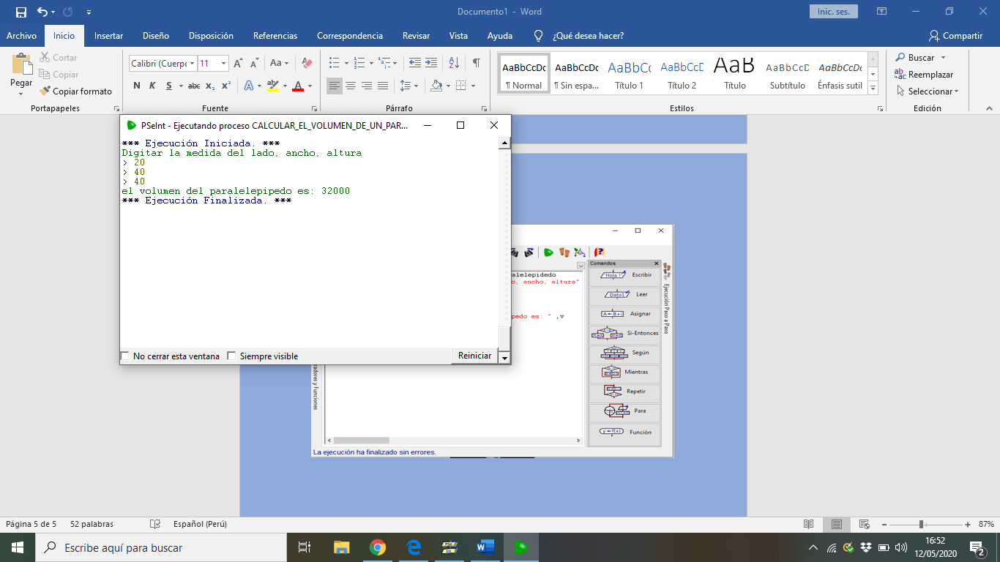 Documento1 - Word
Inic. ses.
Archivo Inicio Insertar Diseño Disposición Referencias Correspondencia Revisar Vista Ayuda ¿Qué desea hacer? Compartir
Pegar
Cortar
Copiar
Copiar formato
Portapapeles
Calibri (Cuerpo 11
Aa
N K S abc x₂ x²
Fuente
Párrafo
AaBbCcDc AaBbCcDc AaBbCc AaBbCcD AaB AaBbCcD AaBbCcDc
¶ Normal ¶ Sin espa... Título 1 Título 2 Título Subtítulo Énfasis sutil
Estilos
Buscar
Reemplazar
Seleccionar
Edición
PSeInt - Ejecutando proceso CALCULAR_EL_VOLUMEN_DE_UN_PAR...
*** Ejecución Iniciada. ***
Digitar la medida del lado, ancho, altura
> 20
> 40
> 40
el volumen del paralelepipedo es: 32000
*** Ejecución Finalizada. ***
No cerrar esta ventana Siempre visible Reiniciar
ralelepidedo
o, ancho, altura"
pedo es: " ,v
Comandos
'Hola !' Escribir
Dato1 Leer
A←B+i Asignar
Si-Entonces
Según
Mientras
Repetir
Para
y←f(x) Función
Ejecución Paso a Paso
radores y Funciones
La ejecución ha finalizado sin errores.
Página 5 de 5 52 palabras Español (Perú) 87%
Escribe aquí para buscar
16:52
12/05/2020
2